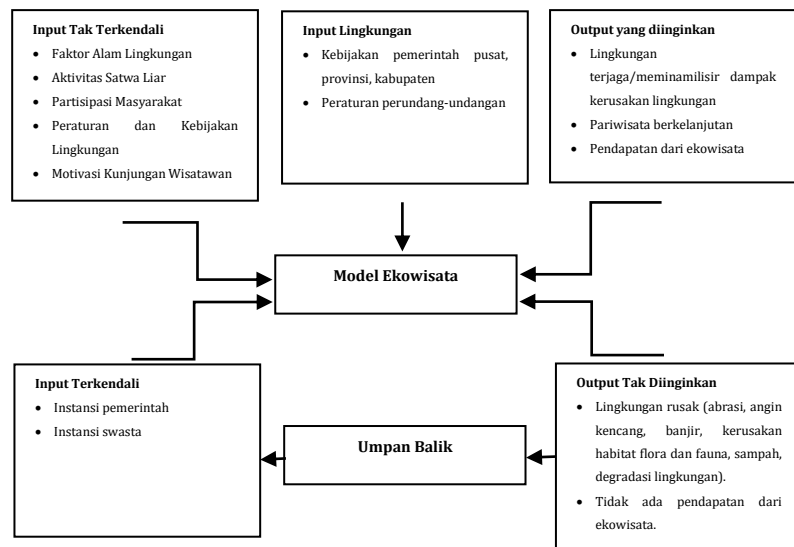 Input Tak Terkendali
• Faktor Alam Lingkungan
• Aktivitas Satwa Liar
• Partisipasi Masyarakat
• Peraturan dan Kebijakan
Lingkungan
• Motivasi Kunjungan Wisatawan
Input Lingkungan
• Kebijakan pemerintah pusat,
provinsi, kabupaten
• Peraturan perundang-undangan
Output yang diinginkan
• Lingkungan
terjaga/meminamilisir dampak
kerusakan lingkungan
• Pariwisata berkelanjutan
• Pendapatan dari ekowisata
Model Ekowisata
Input Terkendali
• Instansi pemerintah
• Instansi swasta
Umpan Balik
Output Tak Diinginkan
• Lingkungan rusak (abrasi, angin
kencang, banjir, kerusakan
habitat flora dan fauna, sampah,
degradasi lingkungan).
• Tidak ada pendapatan dari
ekowisata.